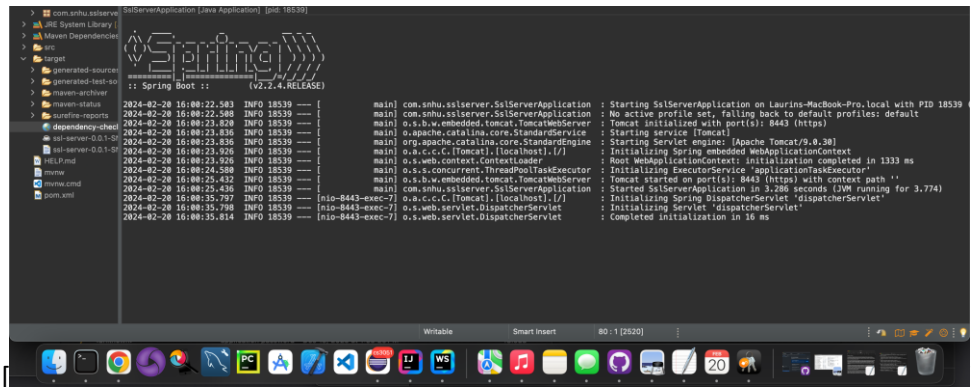 SslServerApplication [Java Application] [pid: 18539]
com.snhu.sslserve
JRE System Library [
Maven Dependencies
src
target
generated-source
generated-test-so
maven-archiver
maven-status
surefire-reports
dependency-check
ssl-server-0.0.1-SN
ssl-server-0.0.1-SN
HELP.md
mvnw
mvnw.cmd
pom.xml
:: Spring Boot :: (v2.2.4.RELEASE)
2024-02-20 16:00:22.503 INFO 18539 --- [ main] com.snhu.sslserver.SslServerApplication : Starting SslServerApplication on Laurins-MacBook-Pro.local with PID 18539 (
2024-02-20 16:00:22.508 INFO 18539 --- [ main] com.snhu.sslserver.SslServerApplication : No active profile set, falling back to default profiles: default
2024-02-20 16:00:23.820 INFO 18539 --- [ main] o.s.b.w.embedded.tomcat.TomcatWebServer : Tomcat initialized with port(s): 8443 (https)
2024-02-20 16:00:23.836 INFO 18539 --- [ main] o.apache.catalina.core.StandardService : Starting service [Tomcat]
2024-02-20 16:00:23.836 INFO 18539 --- [ main] org.apache.catalina.core.StandardEngine : Starting Servlet engine: [Apache Tomcat/9.0.30]
2024-02-20 16:00:23.926 INFO 18539 --- [ main] o.a.c.c.C.[Tomcat].[localhost].[/] : Initializing Spring embedded WebApplicationContext
2024-02-20 16:00:23.926 INFO 18539 --- [ main] o.s.web.context.ContextLoader : Root WebApplicationContext: initialization completed in 1333 ms
2024-02-20 16:00:24.580 INFO 18539 --- [ main] o.s.s.concurrent.ThreadPoolTaskExecutor : Initializing ExecutorService 'applicationTaskExecutor'
2024-02-20 16:00:25.432 INFO 18539 --- [ main] o.s.b.w.embedded.tomcat.TomcatWebServer : Tomcat started on port(s): 8443 (https) with context path ''
2024-02-20 16:00:25.436 INFO 18539 --- [ main] com.snhu.sslserver.SslServerApplication : Started SslServerApplication in 3.286 seconds (JVM running for 3.774)
2024-02-20 16:00:35.797 INFO 18539 --- [nio-8443-exec-7] o.a.c.c.C.[Tomcat].[localhost].[/] : Initializing Spring DispatcherServlet 'dispatcherServlet'
2024-02-20 16:00:35.798 INFO 18539 --- [nio-8443-exec-7] o.s.web.servlet.DispatcherServlet : Initializing Servlet 'dispatcherServlet'
2024-02-20 16:00:35.814 INFO 18539 --- [nio-8443-exec-7] o.s.web.servlet.DispatcherServlet : Completed initialization in 16 ms
Writable Smart Insert 80 : 1 [2520]
PC IJ WS FEB 20